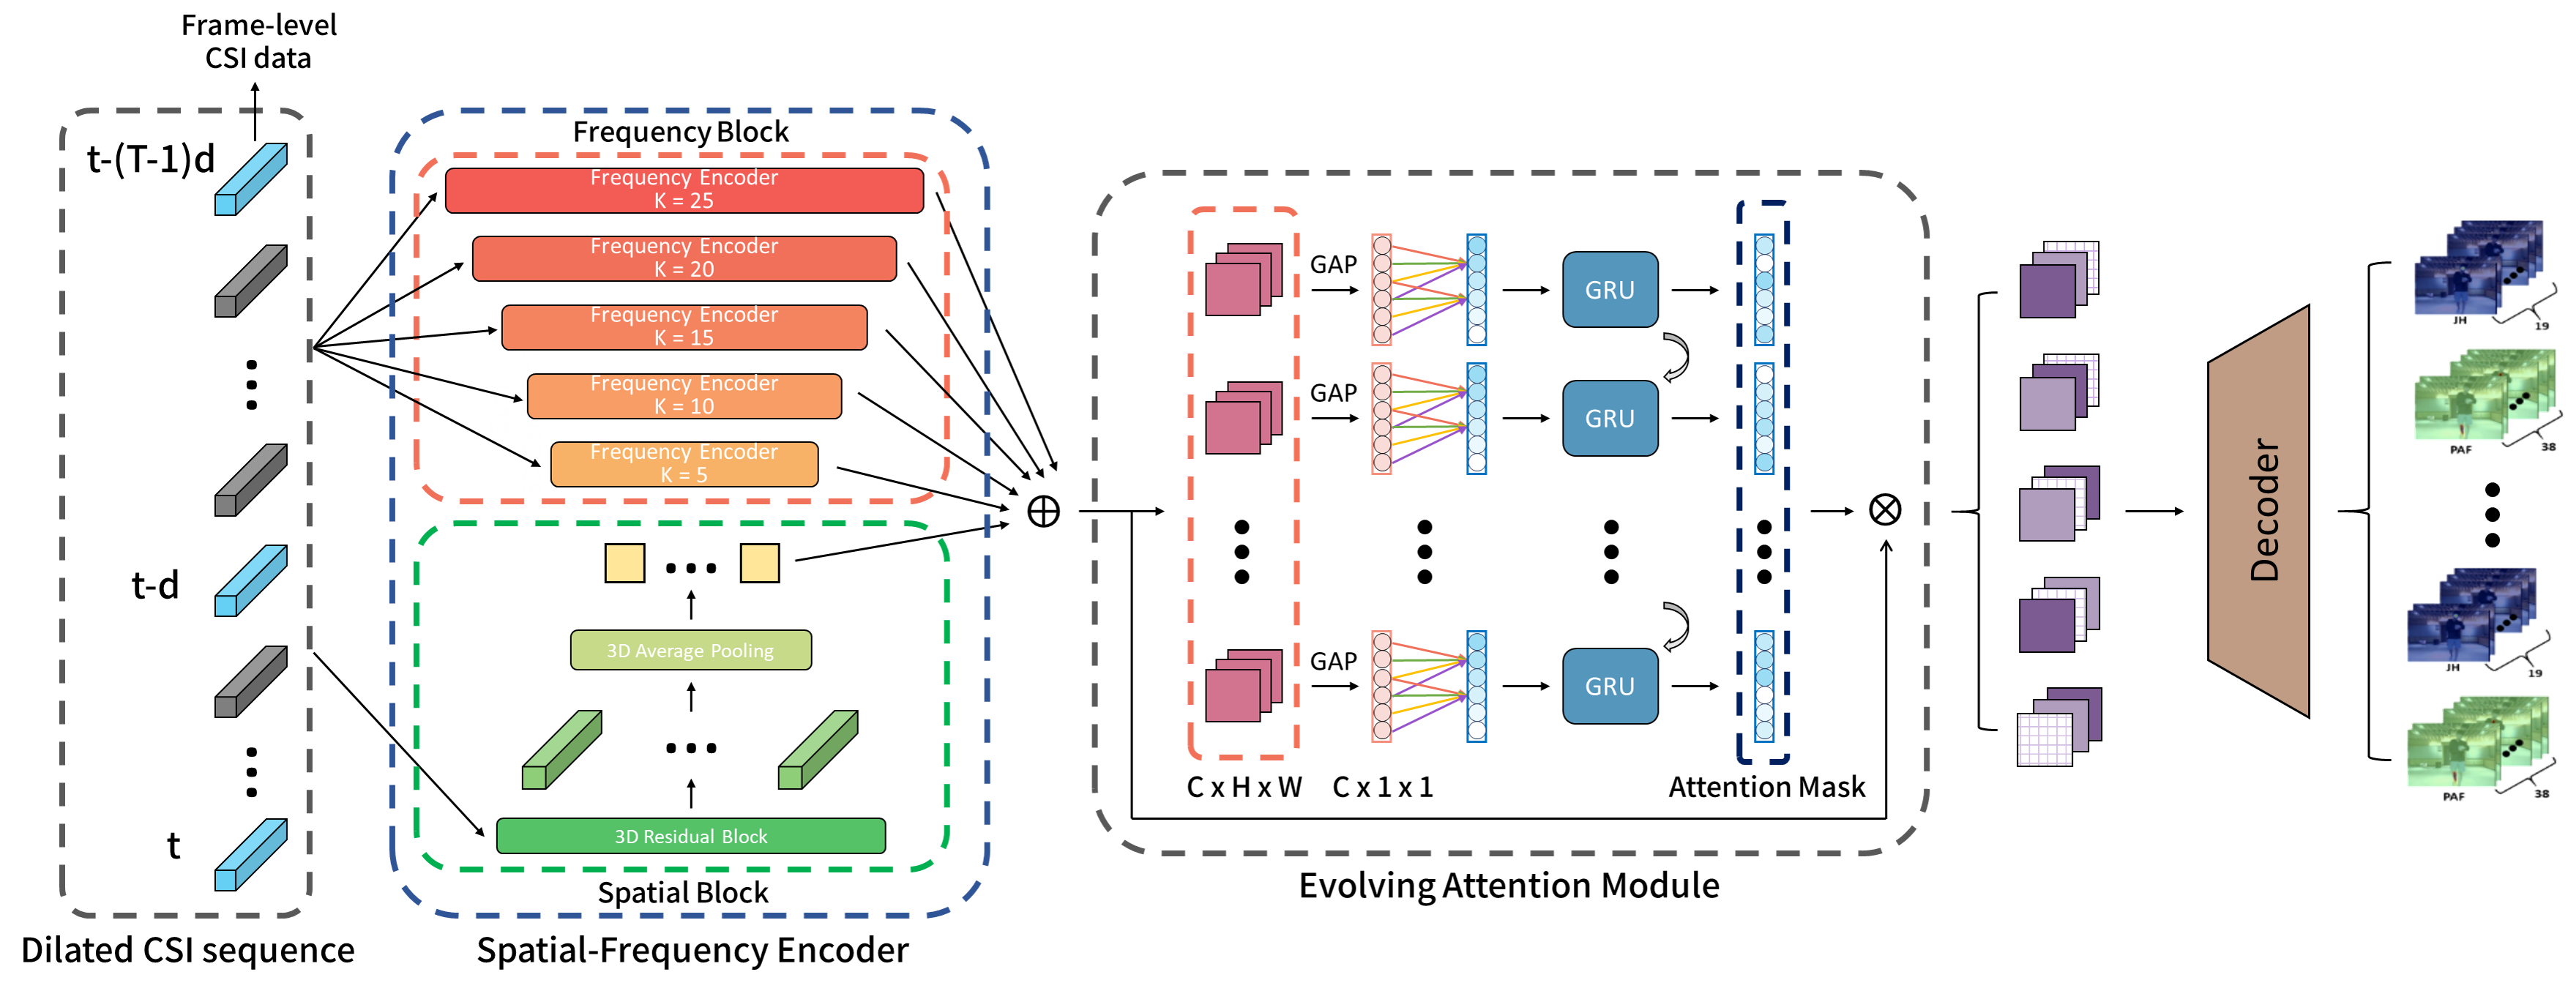 Frame-level
CSI data
t-(T-1)d
t-d
t
Dilated CSI sequence
Frequency Block
Frequency Encoder
K = 25
Frequency Encoder
K = 20
Frequency Encoder
K = 15
Frequency Encoder
K = 10
Frequency Encoder
K = 5
3D Average Pooling
3D Residual Block
Spatial Block
Spatial-Frequency Encoder
GAP
GRU
GAP
GRU
GAP
GRU
C x H x W
C x 1 x 1
Attention Mask
Evolving Attention Module
Decoder
JH
19
PAF
38
JH
19
PAF
38